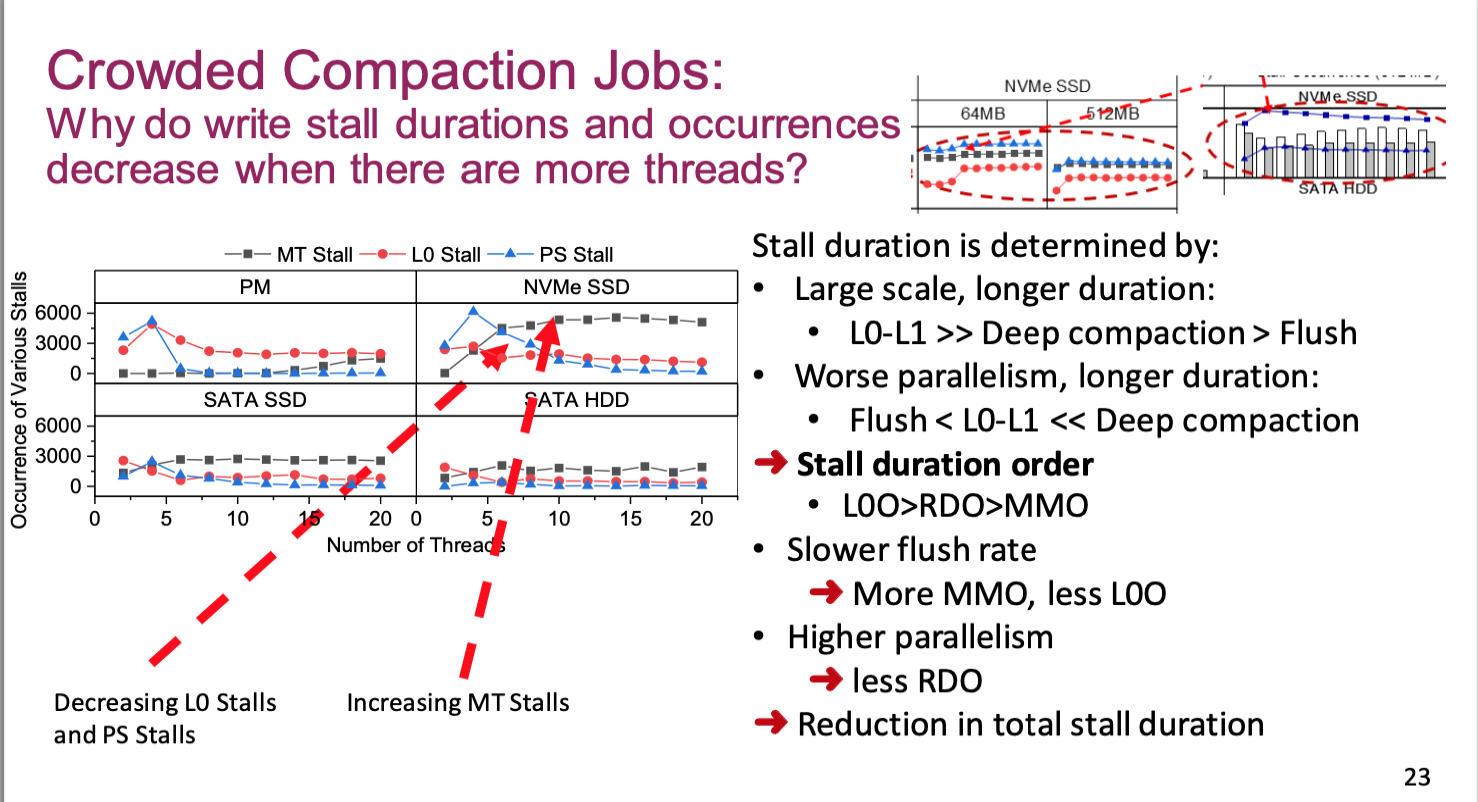 Crowded Compaction Jobs:
Why do write stall durations and occurrences
decrease when there are more threads?
NVMe SSD
64MB 512MB
NVMe SSD
SATA HDD
MT Stall L0 Stall PS Stall
PM NVMe SSD
SATA SSD SATA HDD
Occurrence of Various Stalls
6000
3000
0
6000
3000
0
0 5 10 15 20 0 5 10 15 20
Number of Threads
Decreasing L0 Stalls
and PS Stalls
Increasing MT Stalls
Stall duration is determined by:
• Large scale, longer duration:
• L0-L1 >> Deep compaction > Flush
• Worse parallelism, longer duration:
• Flush < L0-L1 << Deep compaction
➜ Stall duration order
• L0O>RDO>MMO
• Slower flush rate
➜ More MMO, less L0O
• Higher parallelism
➜ less RDO
➜ Reduction in total stall duration
23